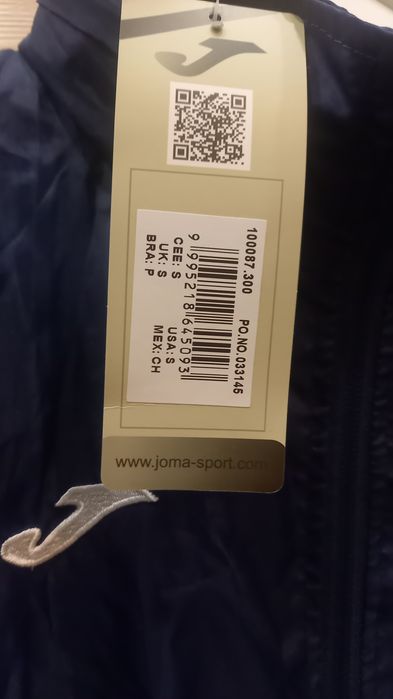 100087.300 PO.NO.033145
9 995218 645093
CEE: S USA: S
UK: S MEX: CH
BRA: P
www.joma-sport.com